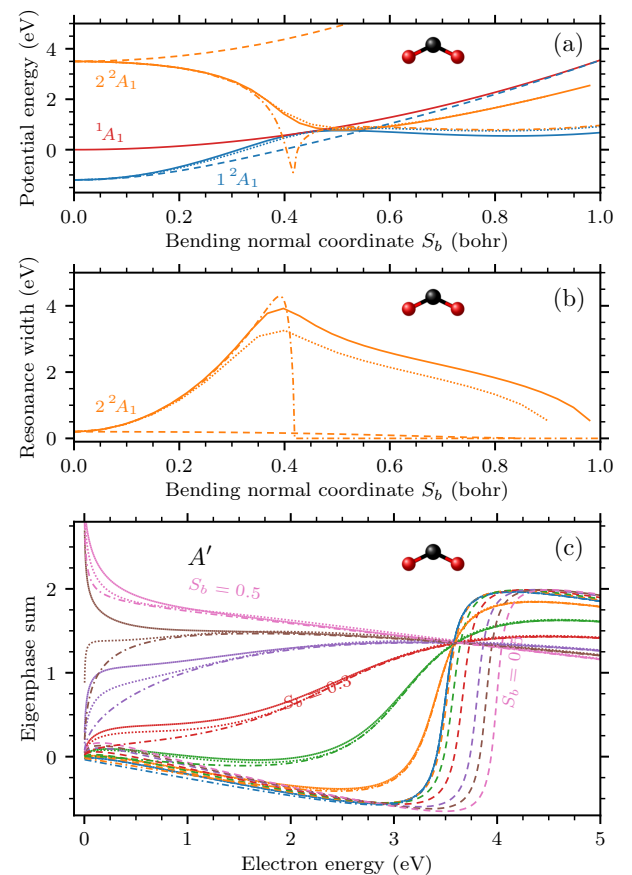 Potential energy (eV)
4
2
0
(a)
2 ²A₁
¹A₁
1 ²A₁
0.0 0.2 0.4 0.6 0.8 1.0
Bending normal coordinate S_b (bohr)
Resonance width (eV)
4
2
0
(b)
2 ²A₁
0.0 0.2 0.4 0.6 0.8 1.0
Bending normal coordinate S_b (bohr)
Eigenphase sum
2
1
0
A′
(c)
S_b = 0.5
S_b = 0.3
0 1 2 3 4 5
Electron energy (eV)